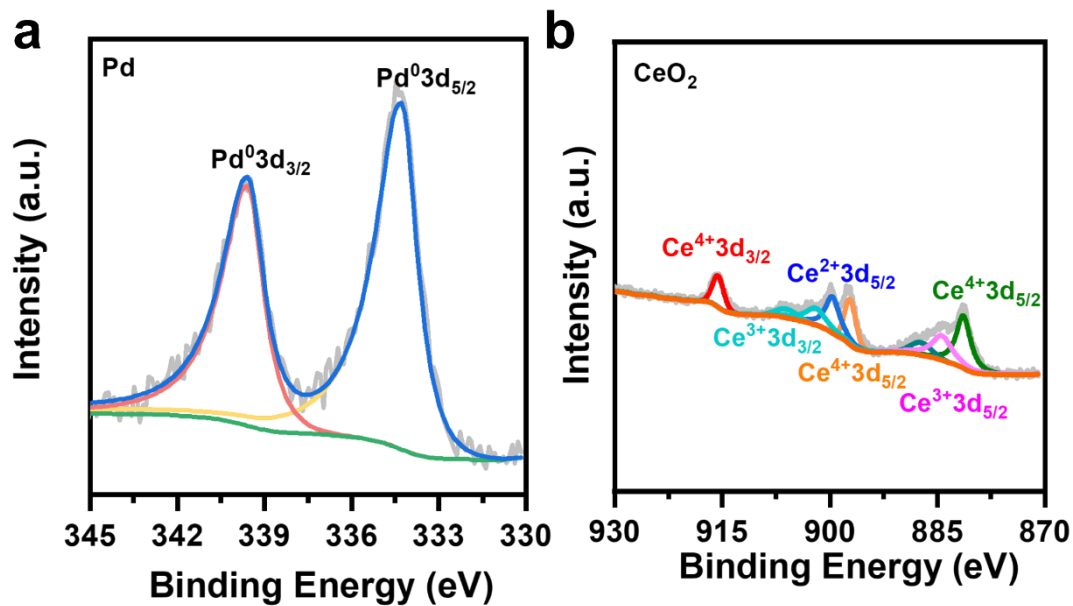 a
Pd
Pd⁰3d₅/₂
Pd⁰3d₃/₂
Intensity (a.u.)
345 342 339 336 333 330
Binding Energy (eV)
b
CeO₂
Ce⁴⁺3d₃/₂
Ce²⁺3d₅/₂
Ce⁴⁺3d₅/₂
Ce³⁺3d₃/₂
Ce⁴⁺3d₅/₂
Ce³⁺3d₅/₂
Intensity (a.u.)
930 915 900 885 870
Binding Energy (eV)